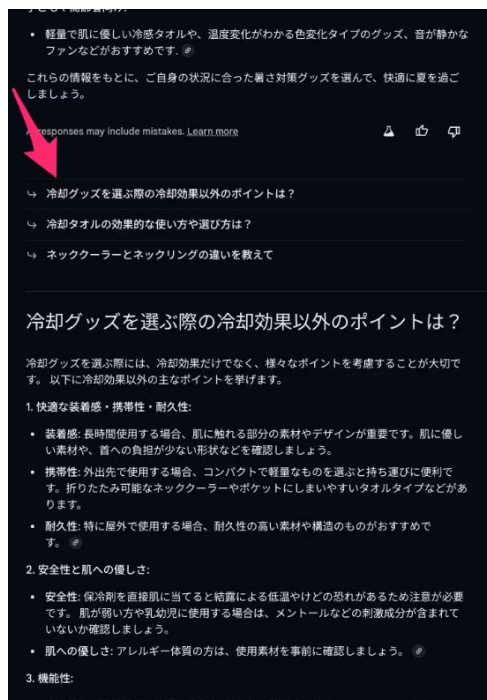 • 軽量で肌に優しい冷感タオルや、温度変化がわかる色変化タイプのグッズ、音が静かな
ファンなどがおすすめです.
これらの情報をもとに、ご自身の状況に合った暑さ対策グッズを選んで、快適に夏を過ご
しましょう。
responses may include mistakes. Learn more
冷却グッズを選ぶ際の冷却効果以外のポイントは？
冷却タオルの効果的な使い方や選び方は？
ネッククーラーとネックリングの違いを教えて
冷却グッズを選ぶ際の冷却効果以外のポイントは？
冷却グッズを選ぶ際には、冷却効果だけでなく、様々なポイントを考慮することが大切で
す。 以下に冷却効果以外の主なポイントを挙げます。
1. 快適な装着感・携帯性・耐久性:
• 装着感: 長時間使用する場合、肌に触れる部分の素材やデザインが重要です。肌に優し
い素材や、首への負担が少ない形状などを確認しましょう。
• 携帯性: 外出先で使用する場合、コンパクトで軽量なものを選ぶと持ち運びに便利で
す。折りたたみ可能なネッククーラーやポケットにしまいやすいタオルタイプなどがあ
ります。
• 耐久性: 特に屋外で使用する場合、耐久性の高い素材や構造のものがおすすめで
す。
2. 安全性と肌への優しさ:
• 安全性: 保冷剤を直接肌に当てると結露による低温やけどの恐れがあるため注意が必要
です。 肌が弱い方や乳幼児に使用する場合は、メントールなどの刺激成分が含まれて
いないか確認しましょう。
• 肌への優しさ: アレルギー体質の方は、使用素材を事前に確認しましょう。
3. 機能性: